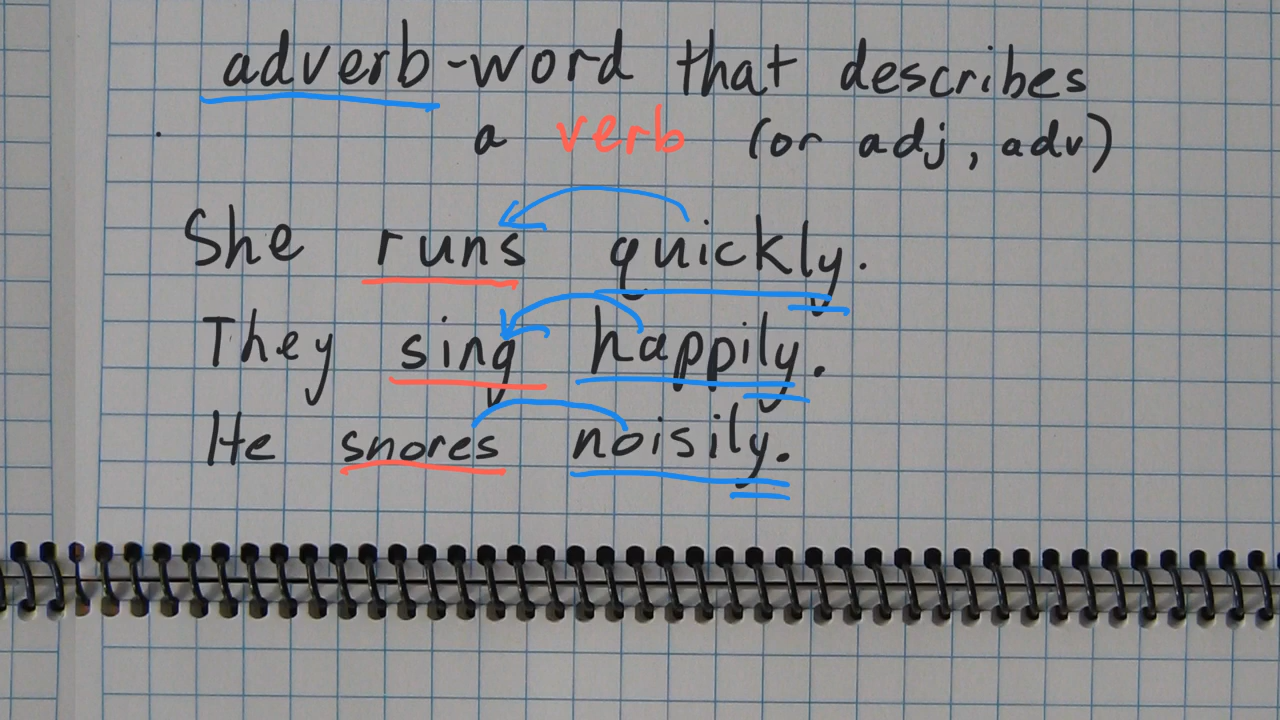 adverb-word that describes
a verb (or adj, adv)
She runs quickly.
They sing happily.
He snores noisily.